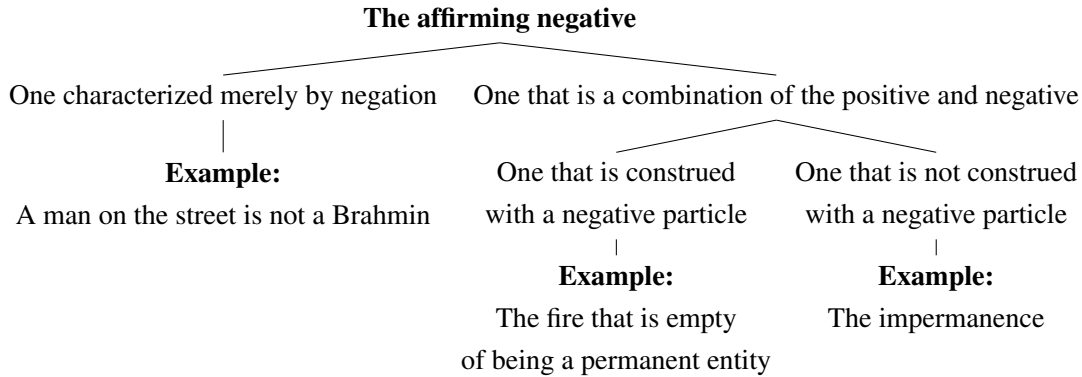 The affirming negative
One characterized merely by negation
One that is a combination of the positive and negative
Example:
A man on the street is not a Brahmin
One that is construed
with a negative particle
One that is not construed
with a negative particle
Example:
The fire that is empty
of being a permanent entity
Example:
The impermanence